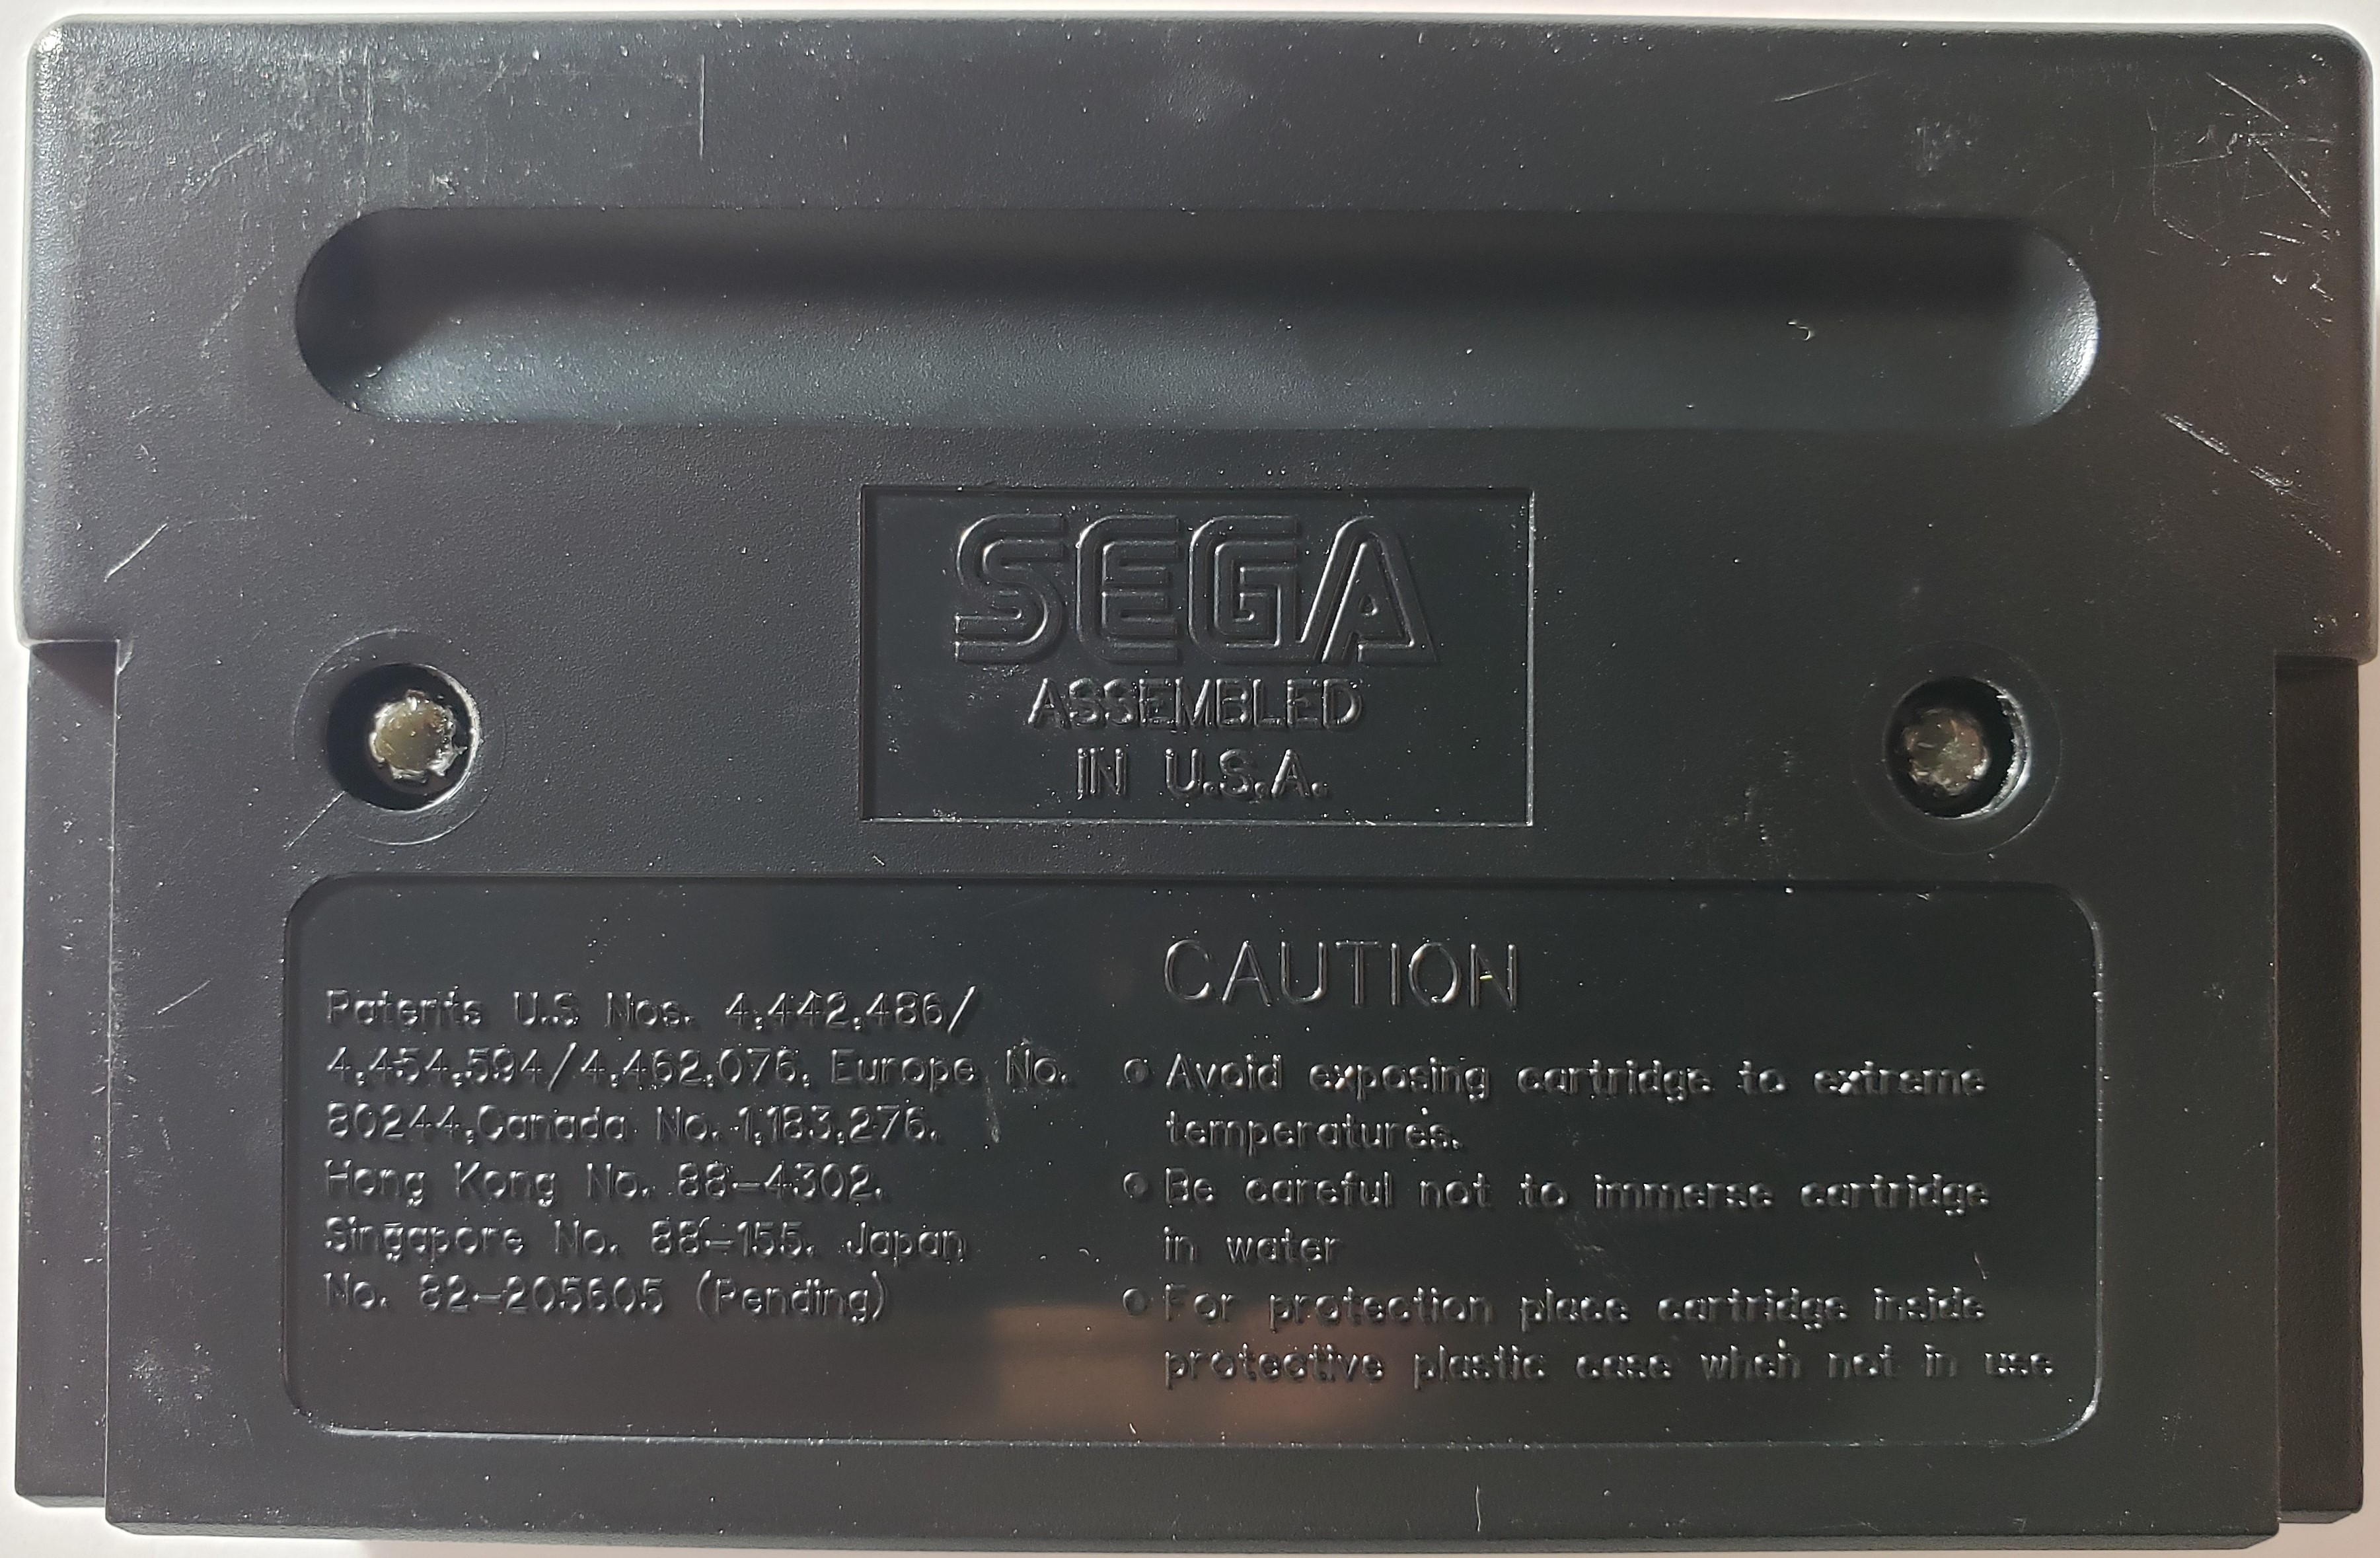 SEGA
ASSEMBLED
IN U.S.A.
Patents U.S Nos. 4,442,486/
4,454,594/4,462,076, Europe No.
80244,Canada No. 1,183,276,
Hong Kong No. 88-4302,
Singapore No. 88-155, Japan
No. 82-205605 (Pending)
CAUTION
○ Avoid exposing cartridge to extreme
temperatures.
○ Be careful not to immerse cartridge
in water
○ For protection place cartridge inside
protective plastic case when not in use